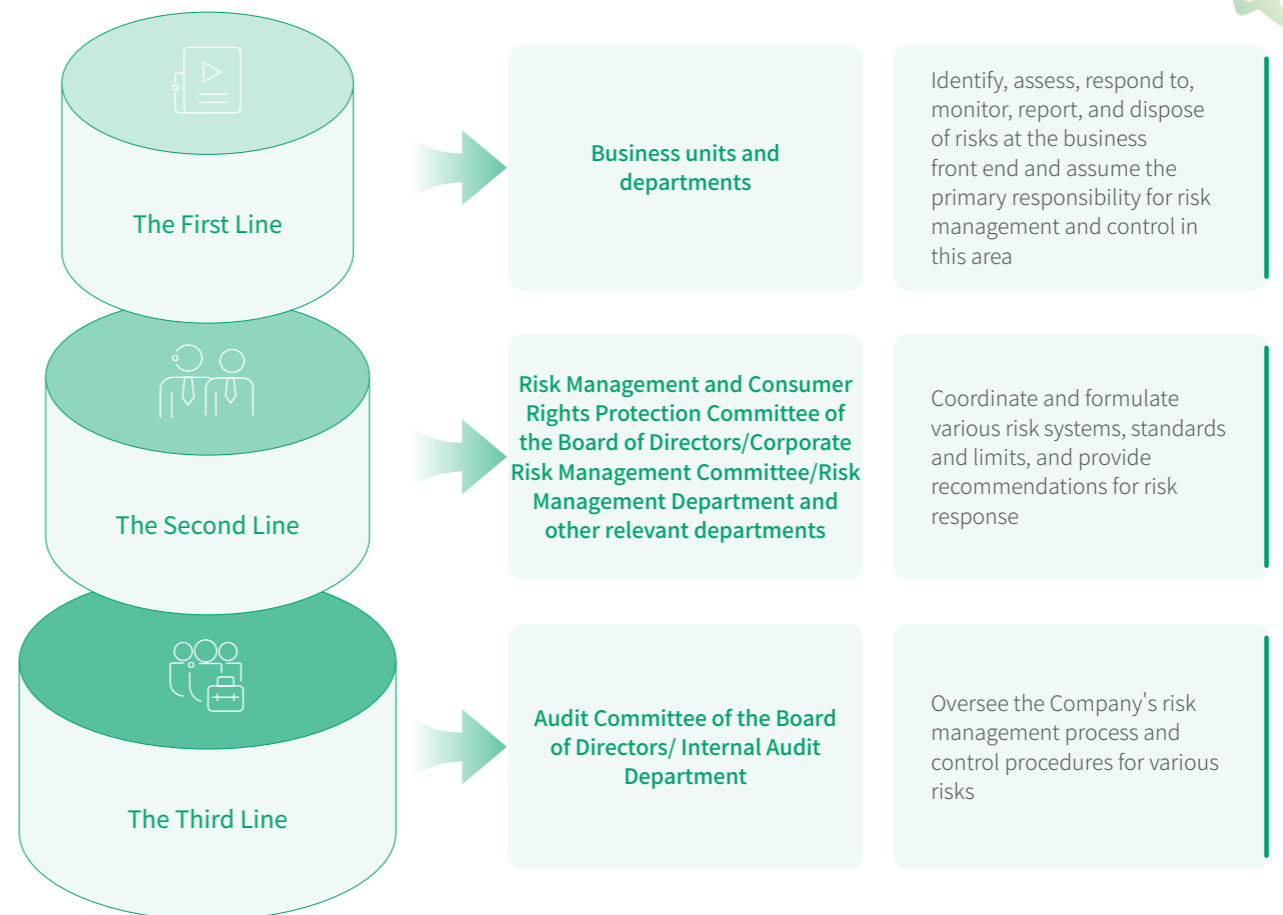 The First Line
Business units and
departments
Identify, assess, respond to,
monitor, report, and dispose
of risks at the business
front end and assume the
primary responsibility for risk
management and control in
this area
The Second Line
Risk Management and Consumer
Rights Protection Committee of
the Board of Directors/Corporate
Risk Management Committee/Risk
Management Department and
other relevant departments
Coordinate and formulate
various risk systems, standards
and limits, and provide
recommendations for risk
response
The Third Line
Audit Committee of the Board
of Directors/ Internal Audit
Department
Oversee the Company's risk
management process and
control procedures for various
risks